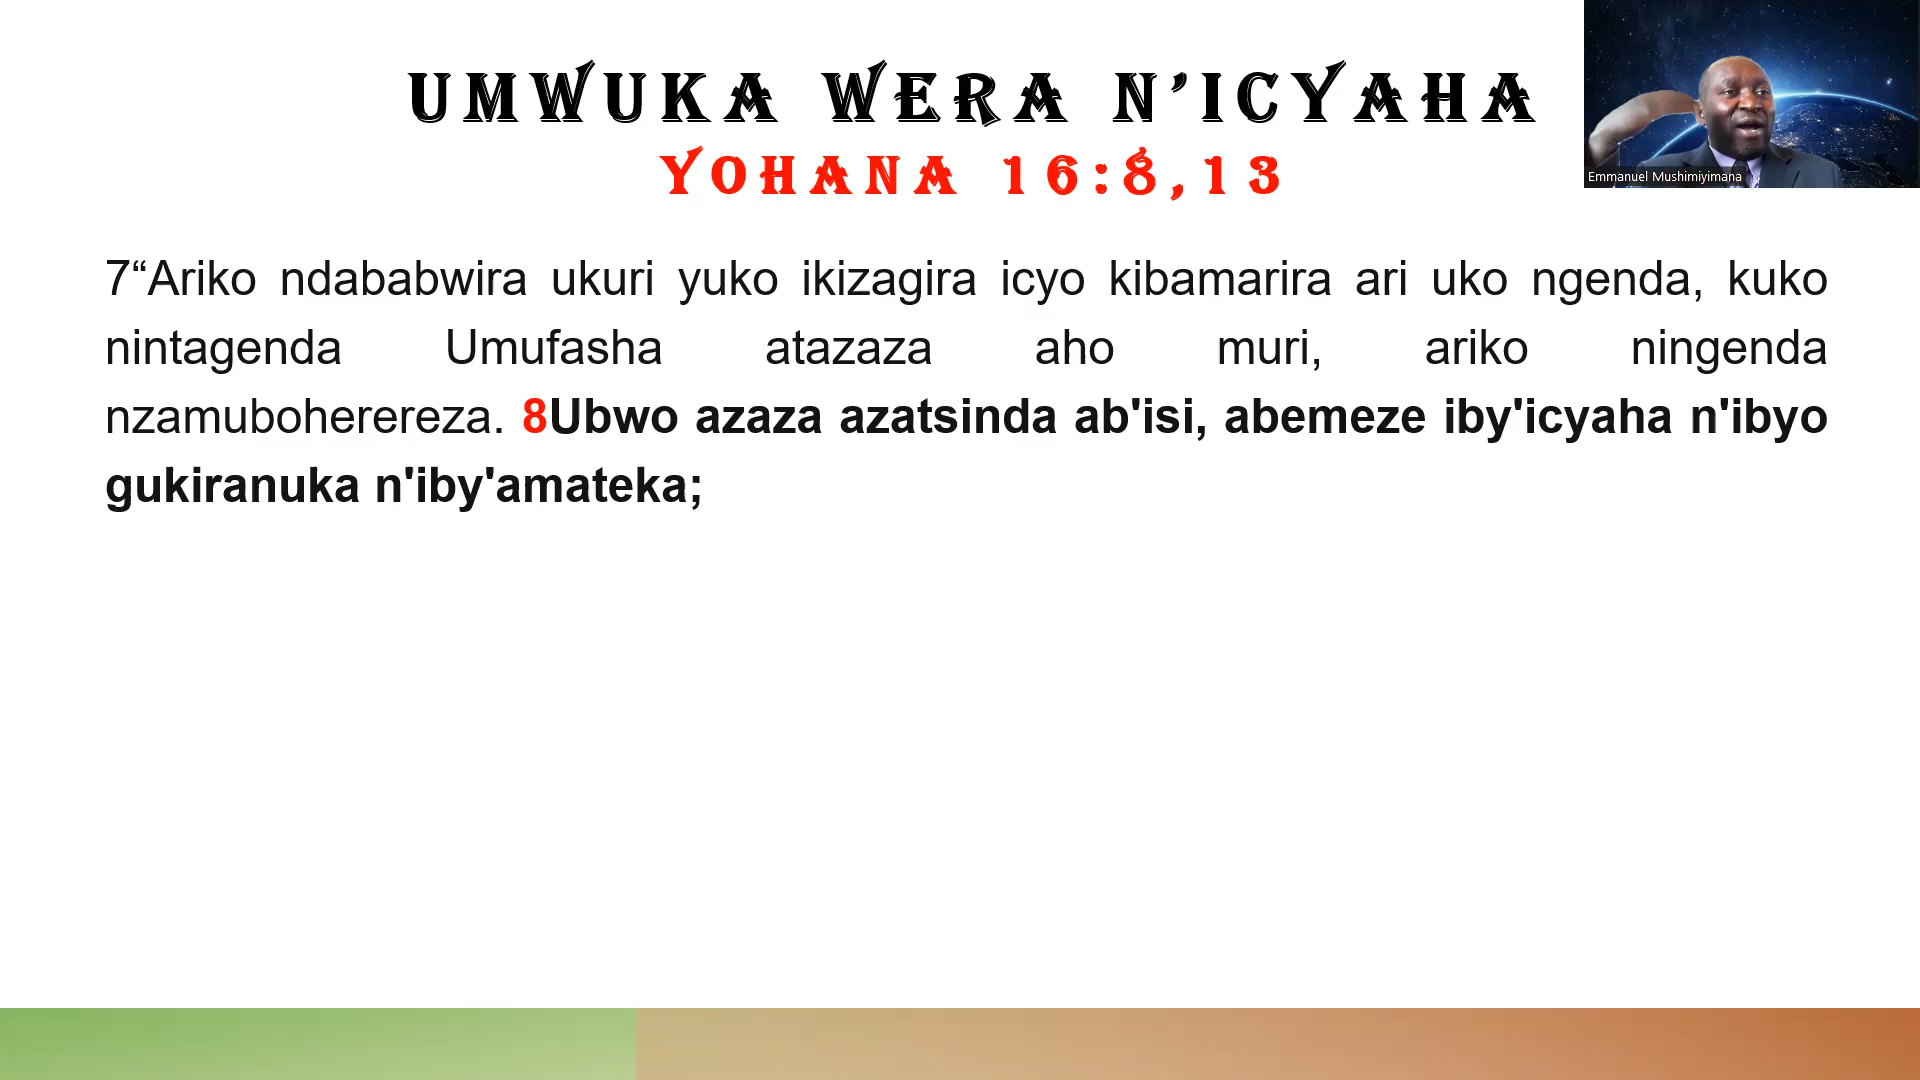 UMWUKA WERA N’ICYAHA
YOHANA 16:8,13
Emmanuel Mushimiyimana
7“Ariko ndababwira ukuri yuko ikizagira icyo kibamarira ari uko ngenda, kuko
nintagenda Umufasha atazaza aho muri, ariko ningenda
nzamuboherereza. 8Ubwo azaza azatsinda ab'isi, abemeze iby'icyaha n'ibyo
gukiranuka n'iby'amateka;